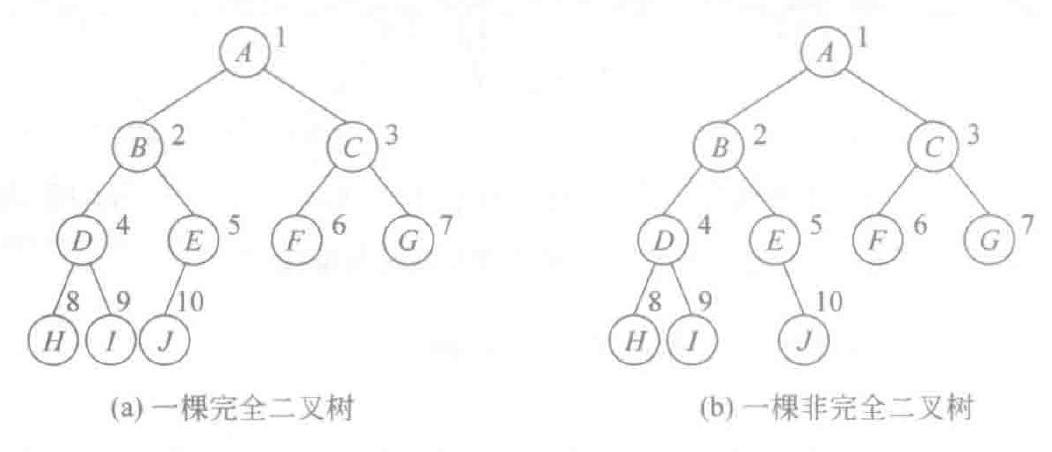 A 1 A 1
B 2 C 3 B 2 C 3
D 4 E 5 F 6 G 7 D 4 E 5 F 6 G 7
8 9 10 8 9 10
H I J H I J
(a) 一棵完全二叉树 (b) 一棵非完全二叉树